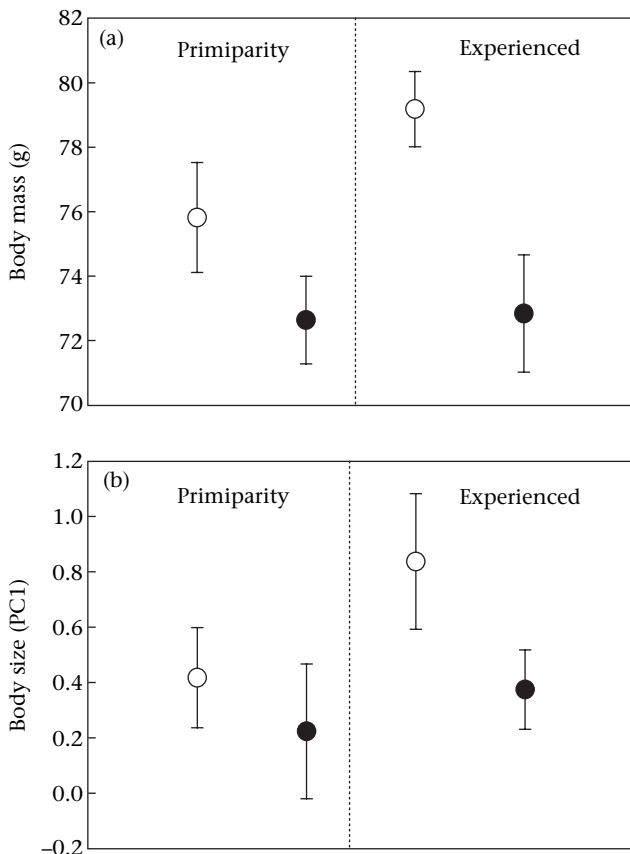 (a)
Primiparity
Experienced
Body mass (g)
82
80
78
76
74
72
70
(b)
Primiparity
Experienced
Body size (PC1)
1.2
1.0
0.8
0.6
0.4
0.2
0.0
–0.2